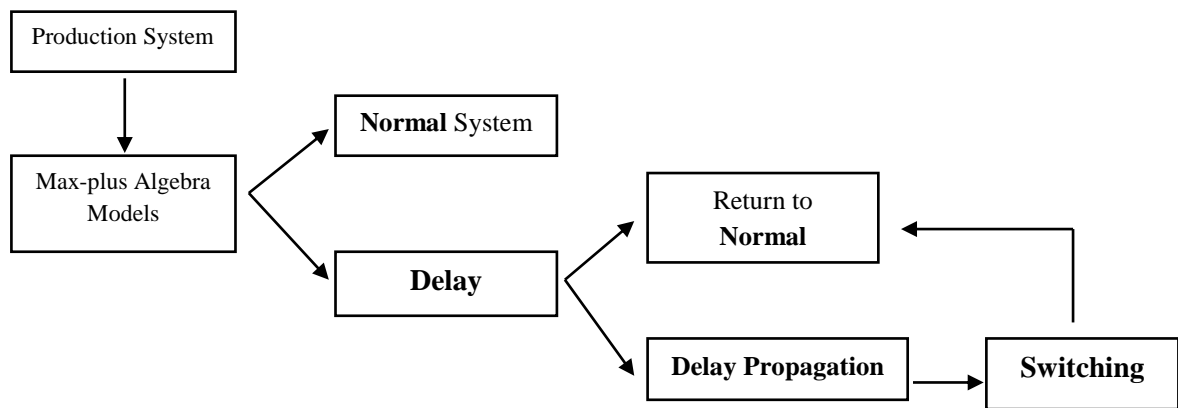 Production System
Max-plus Algebra
Models
Normal System
Delay
Return to
Normal
Delay Propagation
Switching